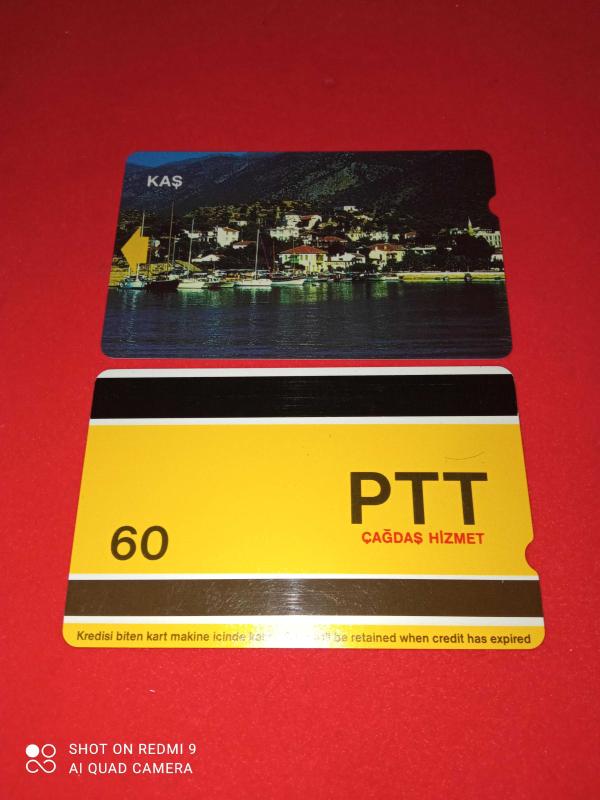 KAŞ
PTT
ÇAĞDAŞ HİZMET
60
Kredisi biten kart makine içinde be retained when credit has expired
SHOT ON REDMI 9
AI QUAD CAMERA